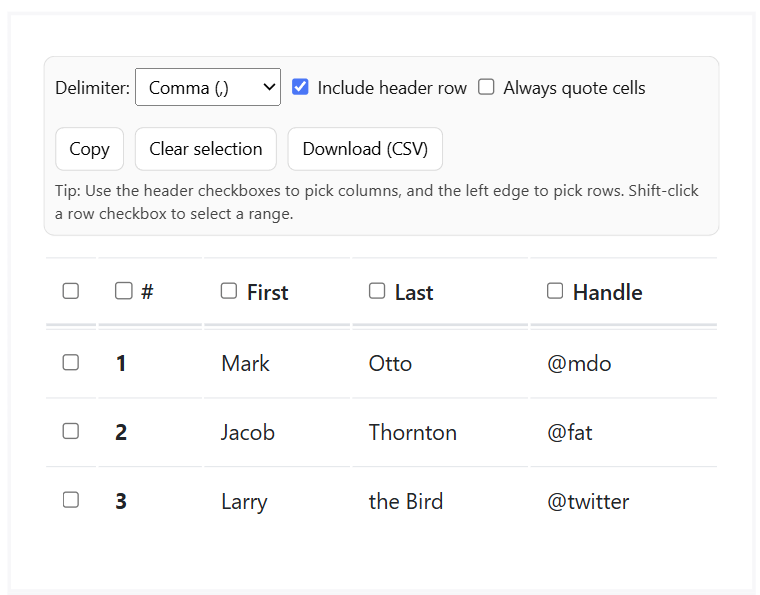 Delimiter: Comma (,) Include header row Always quote cells
Copy Clear selection Download (CSV)
Tip: Use the header checkboxes to pick columns, and the left edge to pick rows. Shift-click
a row checkbox to select a range.
# First Last Handle
1 Mark Otto @mdo
2 Jacob Thornton @fat
3 Larry the Bird @twitter